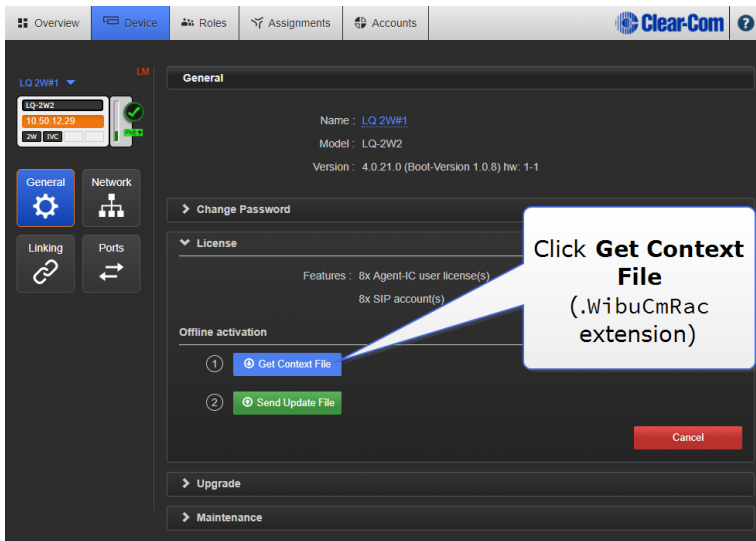 Overview
Device
Roles
Assignments
Accounts
Clear-Com
?
LQ 2W#1
LM
LQ-2W2
10.50.12.29
2W IVC
General
Network
Linking
Ports
General
Name : LQ 2W#1
Model : LQ-2W2
Version : 4.0.21.0 (Boot-Version 1.0.8) hw: 1-1
Change Password
License
Features : 8x Agent-IC user license(s)
8x SIP account(s)
Offline activation
1 Get Context File
2 Send Update File
Cancel
Upgrade
Maintenance
Click Get Context
File
(.WibuCmRac
extension)